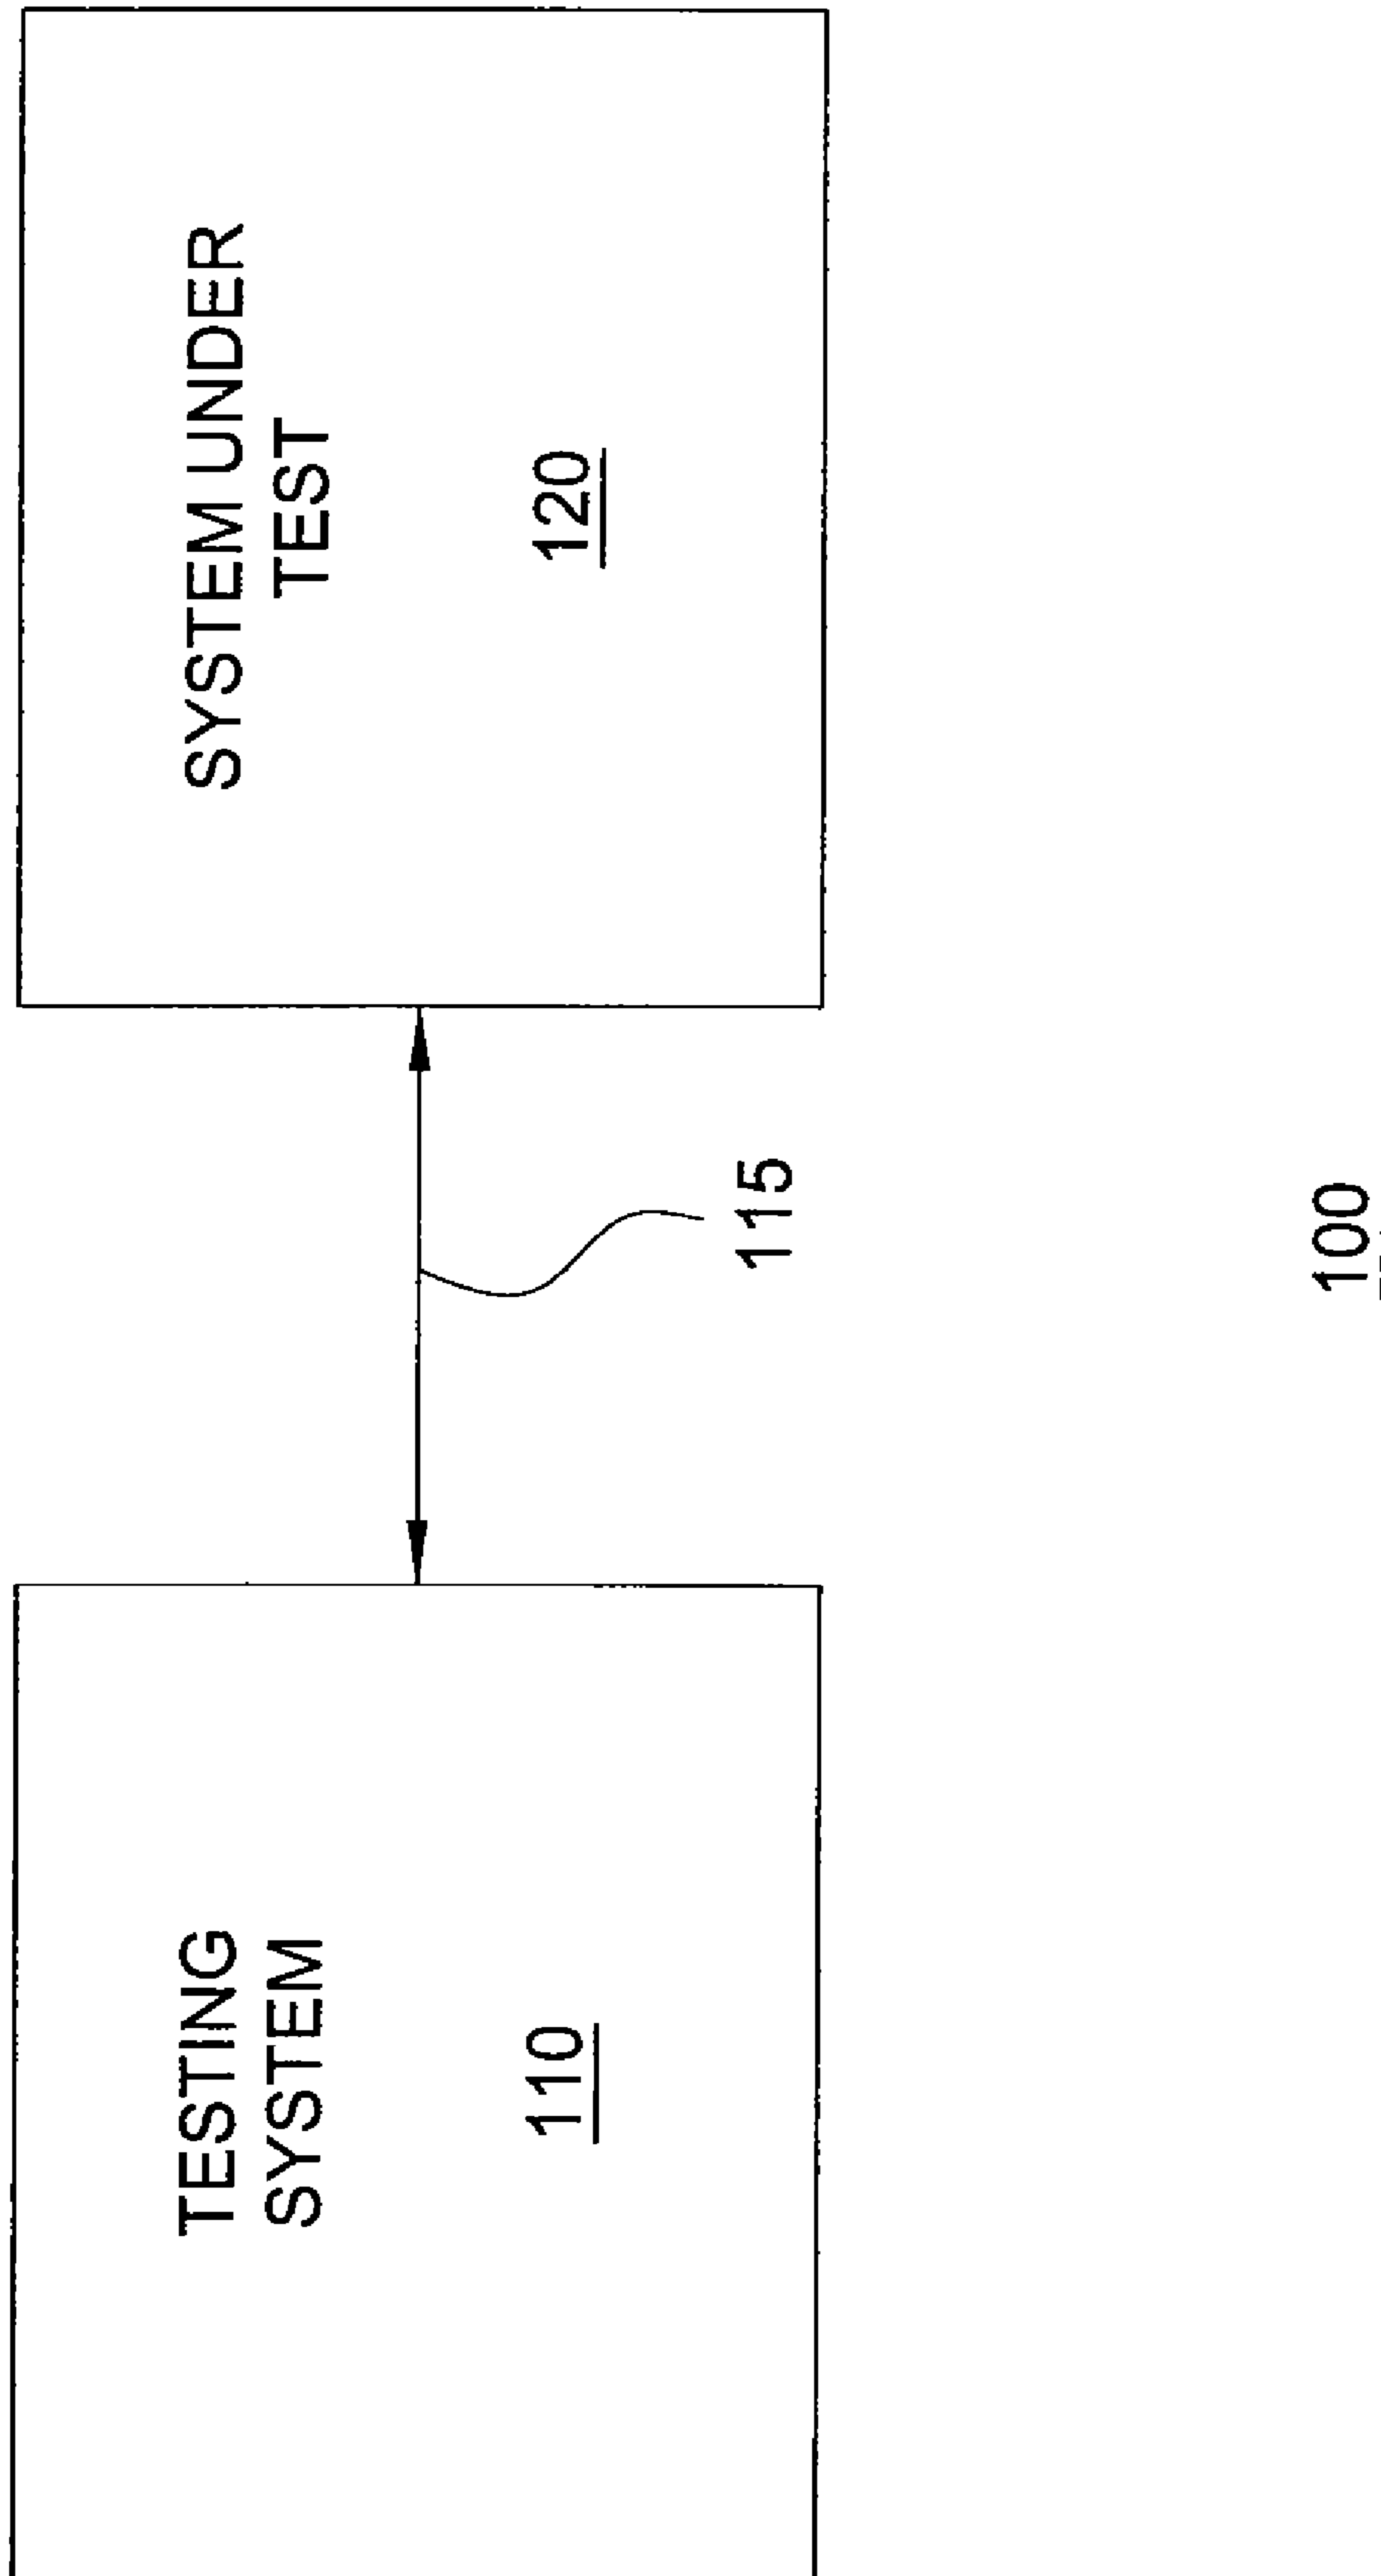 TESTING
SYSTEM
110
115
SYSTEM UNDER
TEST
120
100